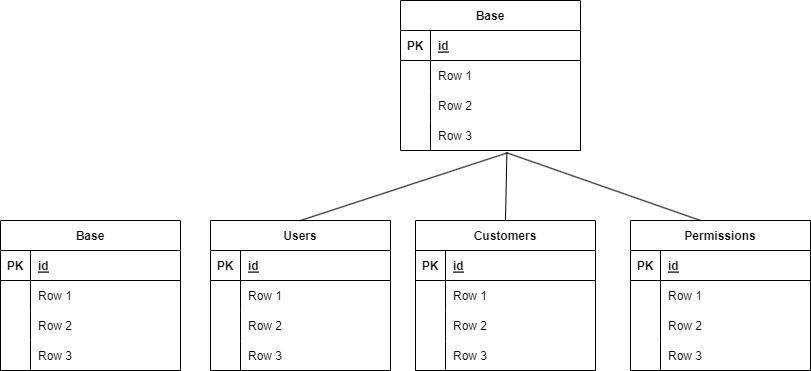 Base
PK id
Row 1
Row 2
Row 3
Base
PK id
Row 1
Row 2
Row 3
Users
PK id
Row 1
Row 2
Row 3
Customers
PK id
Row 1
Row 2
Row 3
Permissions
PK id
Row 1
Row 2
Row 3